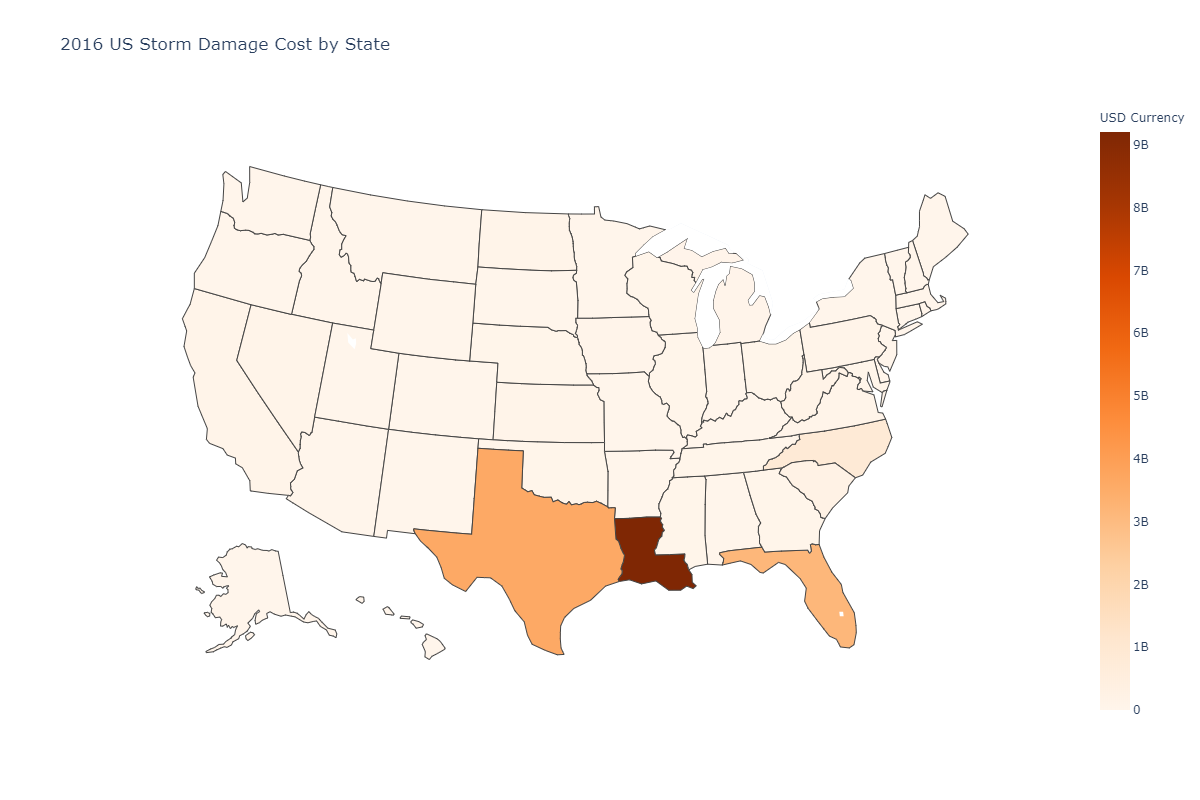 2016 US Storm Damage Cost by State
USD Currency
9B
8B
7B
6B
5B
4B
3B
2B
1B
0